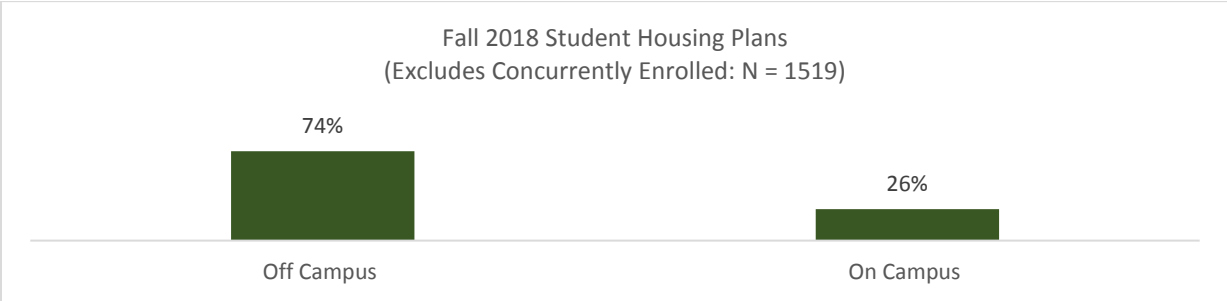 Fall 2018 Student Housing Plans
(Excludes Concurrently Enrolled: N = 1519)
74%
26%
Off Campus
On Campus